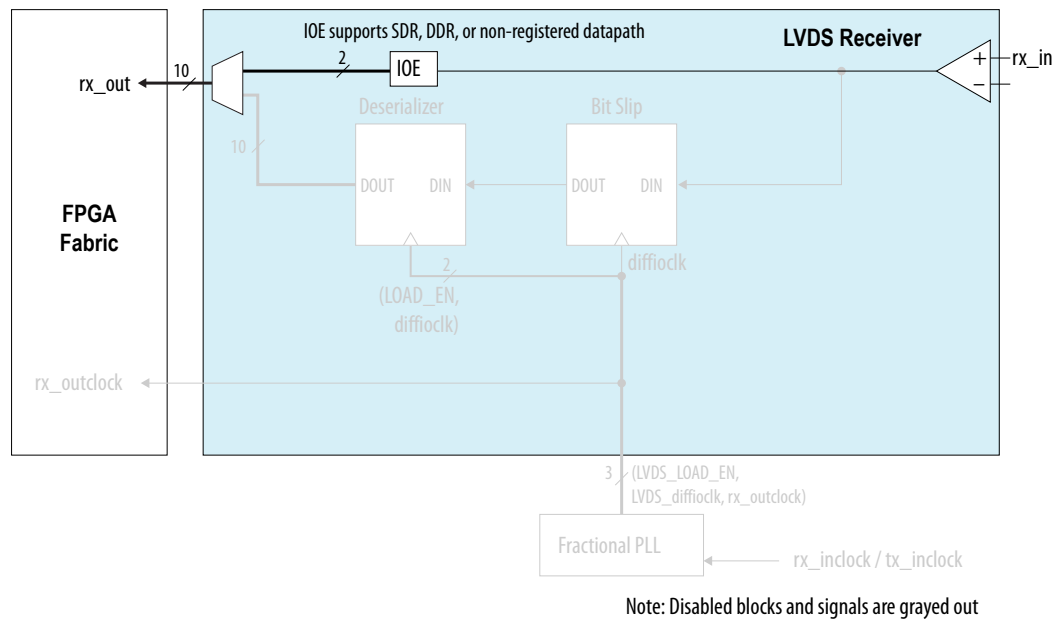 IOE supports SDR, DDR, or non-registered datapath
LVDS Receiver
2
IOE
+
rx_in
–
10
rx_out
Deserializer
Bit Slip
10
DOUT
DIN
DOUT
DIN
FPGA
Fabric
2
diffioclk
(LOAD_EN,
diffioclk)
rx_outclock
3
(LVDS_LOAD_EN,
LVDS_diffioclk, rx_outclock)
Fractional PLL
rx_inclock / tx_inclock
Note: Disabled blocks and signals are grayed out